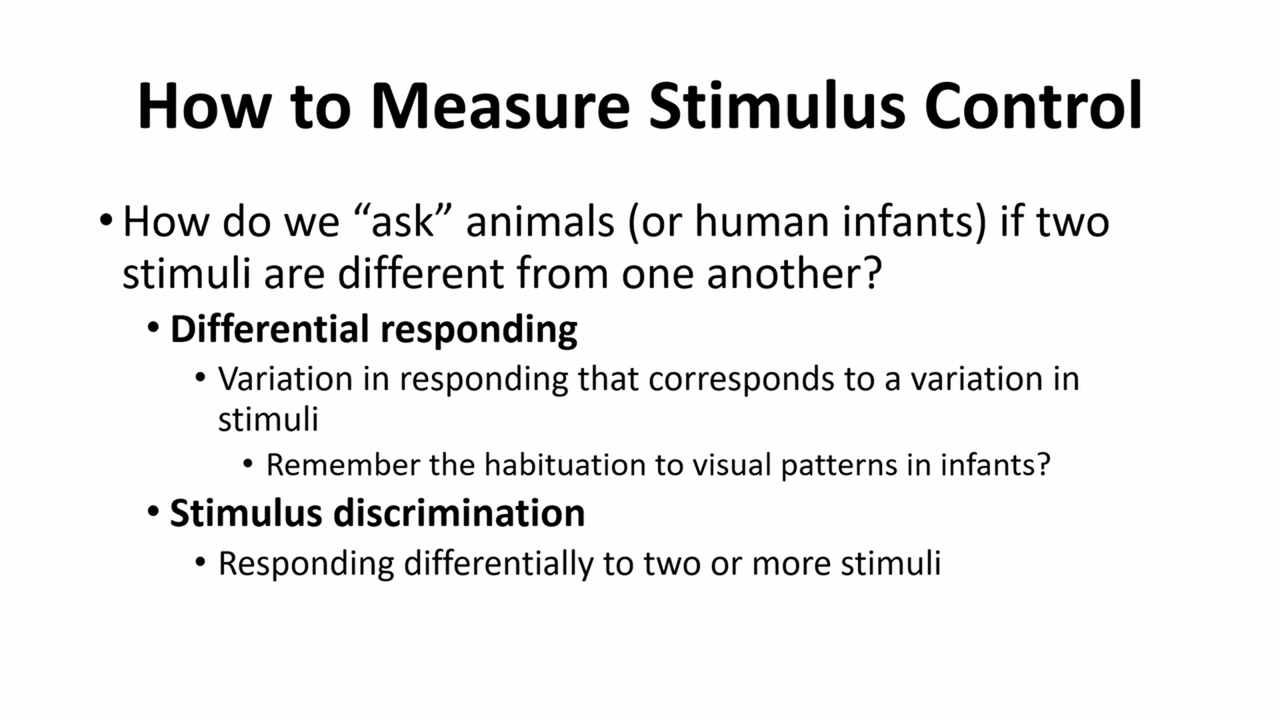 How to Measure Stimulus Control
• How do we “ask” animals (or human infants) if two
stimuli are different from one another?
• Differential responding
• Variation in responding that corresponds to a variation in
stimuli
• Remember the habituation to visual patterns in infants?
• Stimulus discrimination
• Responding differentially to two or more stimuli